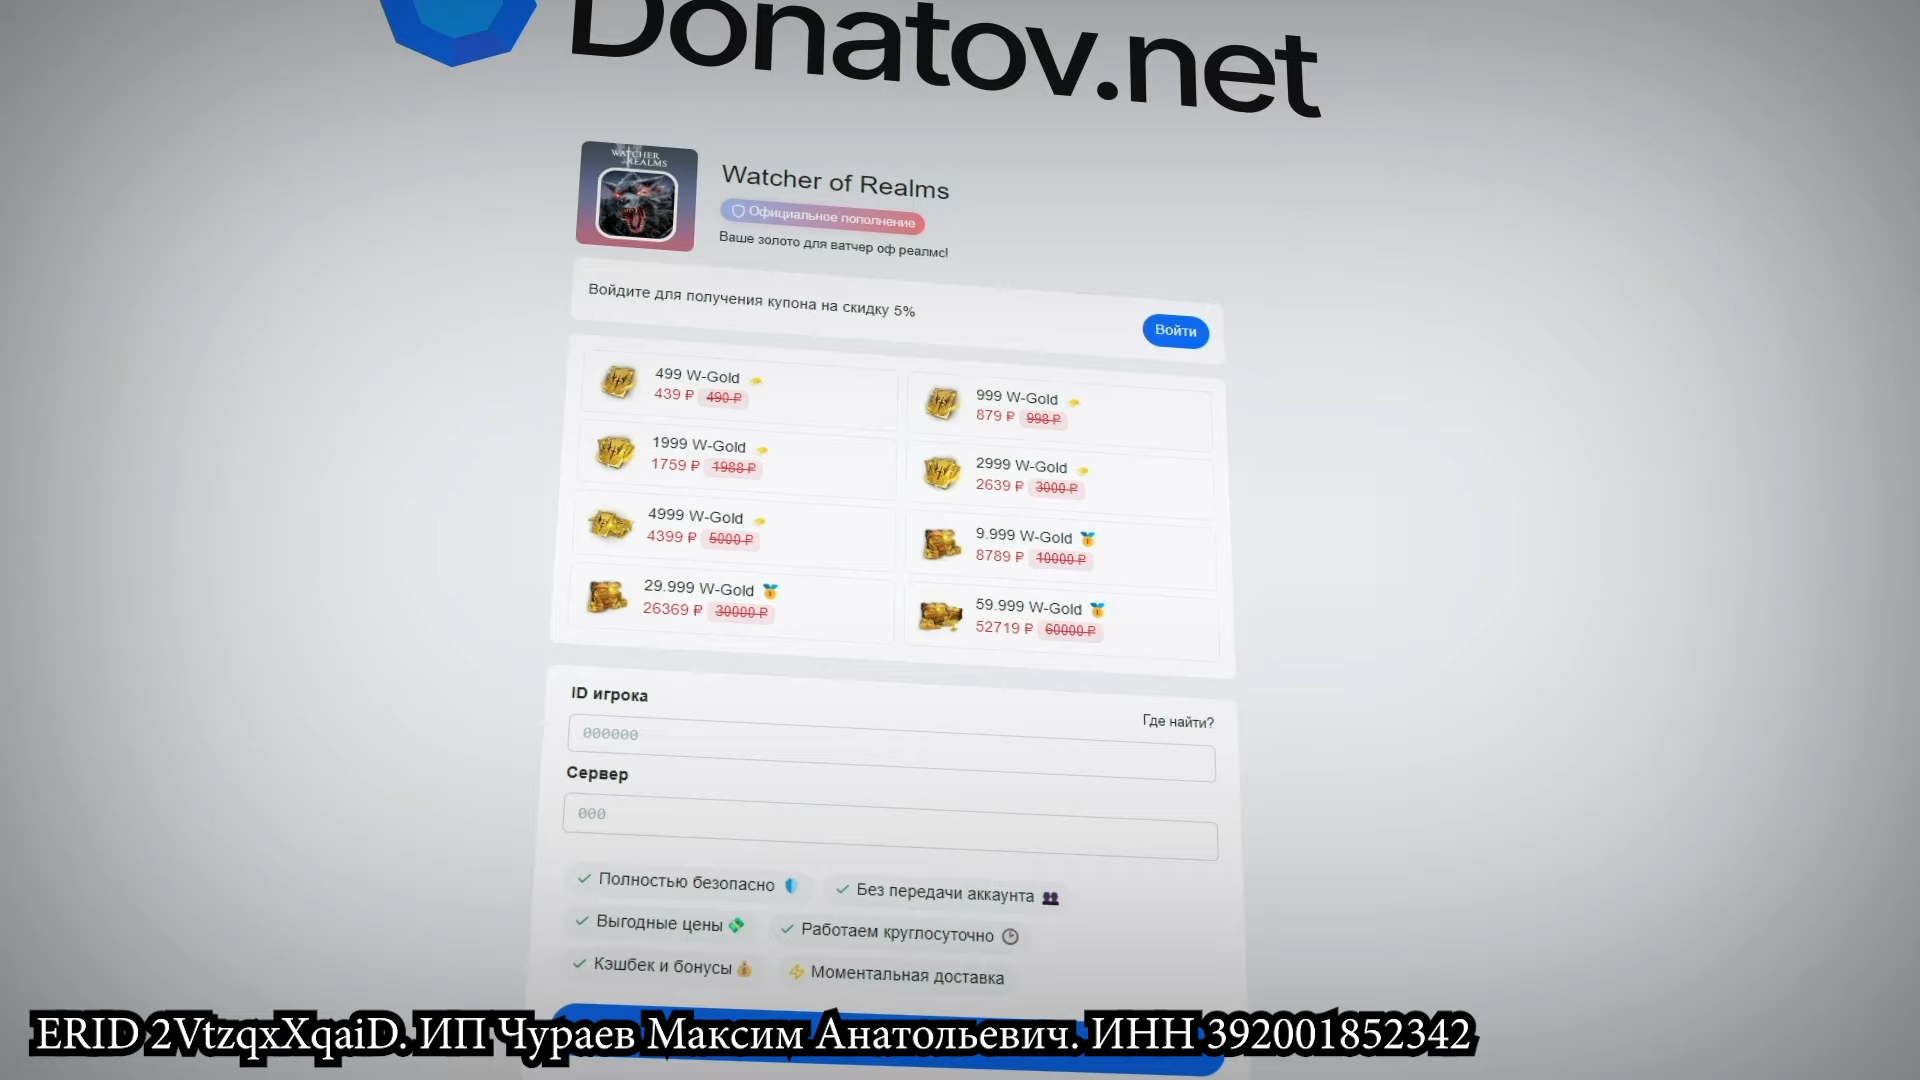 Donatov.net
WATCHER
OF REALMS
Watcher of Realms
Официальное пополнение
Ваше золото для ватчер оф реалмс!
Войдите для получения купона на скидку 5%
Войти
499 W-Gold
439 ₽ 490 ₽
999 W-Gold
879 ₽ 998 ₽
1999 W-Gold
1759 ₽ 1988 ₽
2999 W-Gold
2639 ₽ 3000 ₽
4999 W-Gold
4399 ₽ 5000 ₽
9.999 W-Gold
8789 ₽ 10000 ₽
29.999 W-Gold
26369 ₽ 30000 ₽
59.999 W-Gold
52719 ₽ 60000 ₽
ID игрока
Где найти?
000000
Сервер
000
Полностью безопасно
Без передачи аккаунта
Выгодные цены
Работаем круглосуточно
Кэшбек и бонусы
Моментальная доставка
ERID 2VtzqxXqaiD. ИП Чураев Максим Анатольевич. ИНН 392001852342